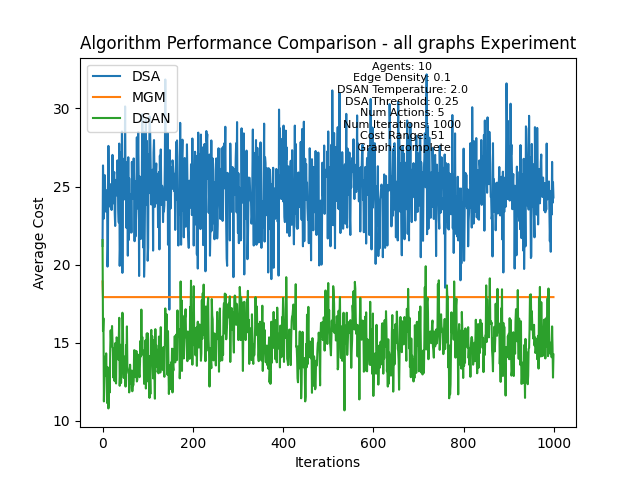 Algorithm Performance Comparison - all graphs Experiment
DSA
MGM
DSAN
Agents: 10
Edge Density: 0.1
DSAN Temperature: 2.0
DSA Threshold: 0.25
Num Actions: 5
Num Iterations: 1000
Cost Range: 51
Graph: complete
Average Cost
30
25
20
15
10
0
200
400
600
800
1000
Iterations